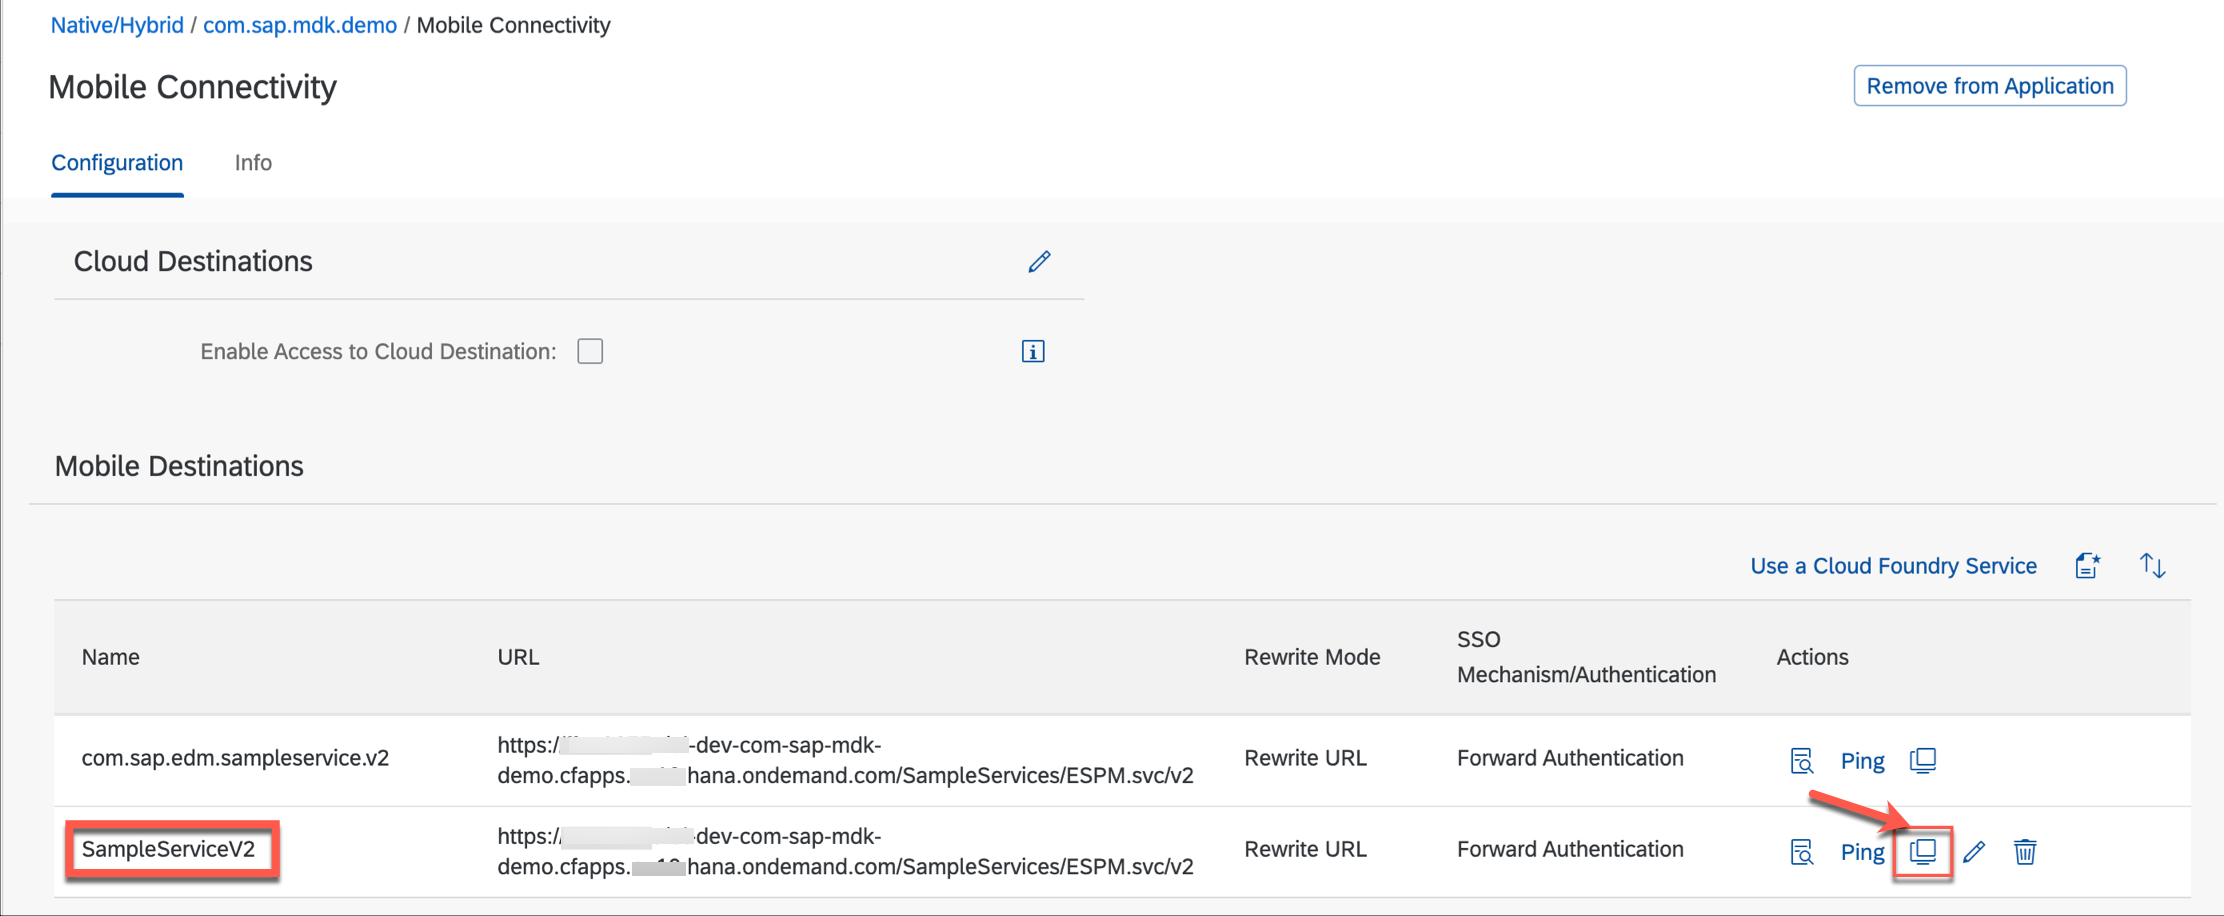 Native/Hybrid / com.sap.mdk.demo / Mobile Connectivity
Mobile Connectivity
Remove from Application
Configuration Info
Cloud Destinations
Enable Access to Cloud Destination:
Mobile Destinations
Use a Cloud Foundry Service
Name URL Rewrite Mode SSO Mechanism/Authentication Actions
com.sap.edm.sampleservice.v2
https:/ -dev-com-sap-mdk-
demo.cfapps. hana.ondemand.com/SampleServices/ESPM.svc/v2
Rewrite URL Forward Authentication Ping
SampleServiceV2
https:/ -dev-com-sap-mdk-
demo.cfapps. hana.ondemand.com/SampleServices/ESPM.svc/v2
Rewrite URL Forward Authentication Ping